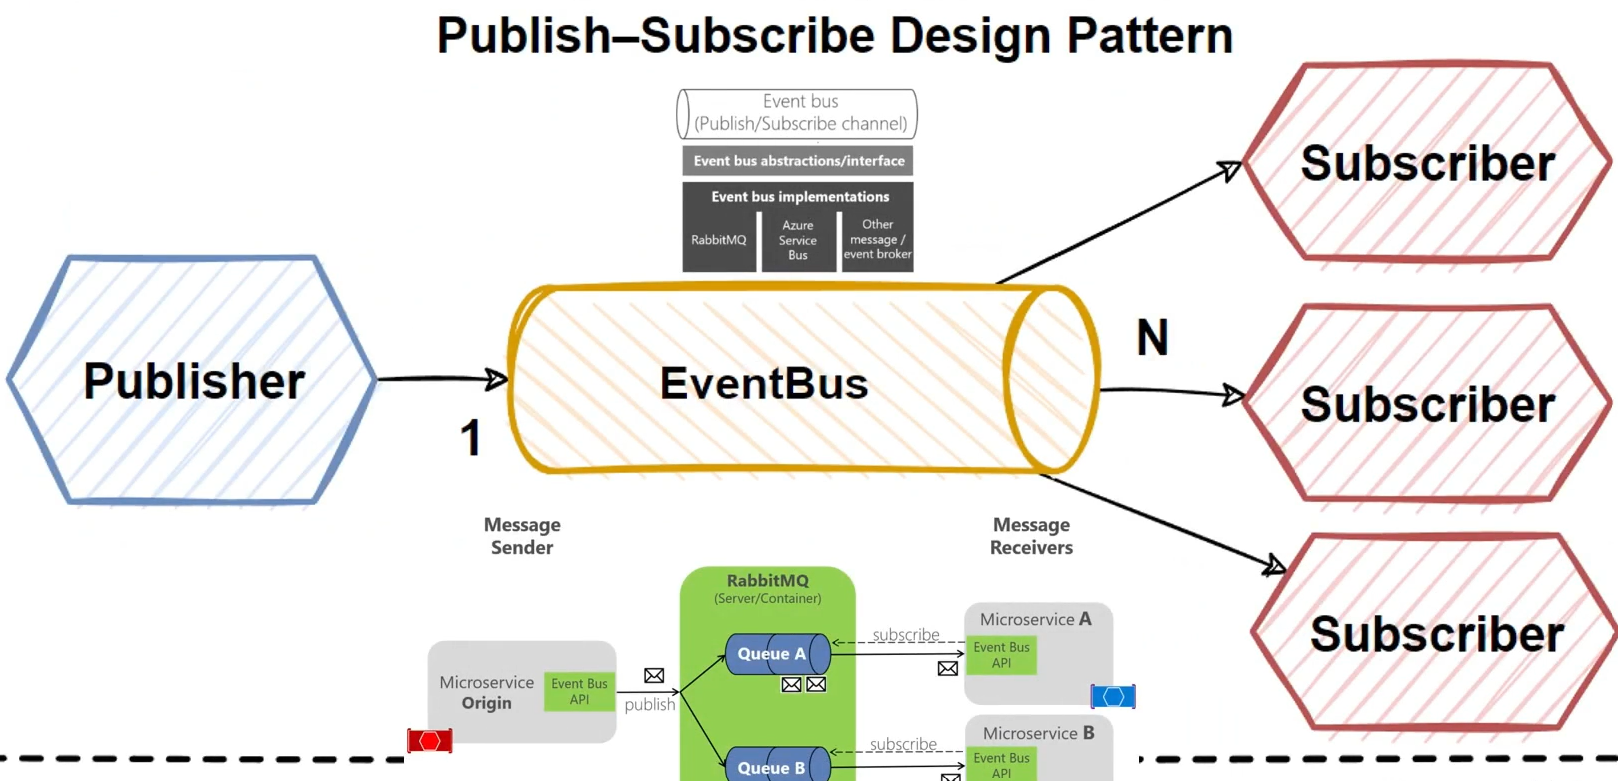 Publish–Subscribe Design Pattern
Event bus
(Publish/Subscribe channel)
Event bus abstractions/interface
Event bus implementations
RabbitMQ
Azure
Service
Bus
Other
message /
event broker
Publisher
1
EventBus
N
Subscriber
Subscriber
Subscriber
Message
Sender
Message
Receivers
RabbitMQ
(Server/Container)
Microservice
Origin
Event Bus
API
publish
Queue A
subscribe
Microservice A
Event Bus
API
Queue B
subscribe
Microservice B
Event Bus
API